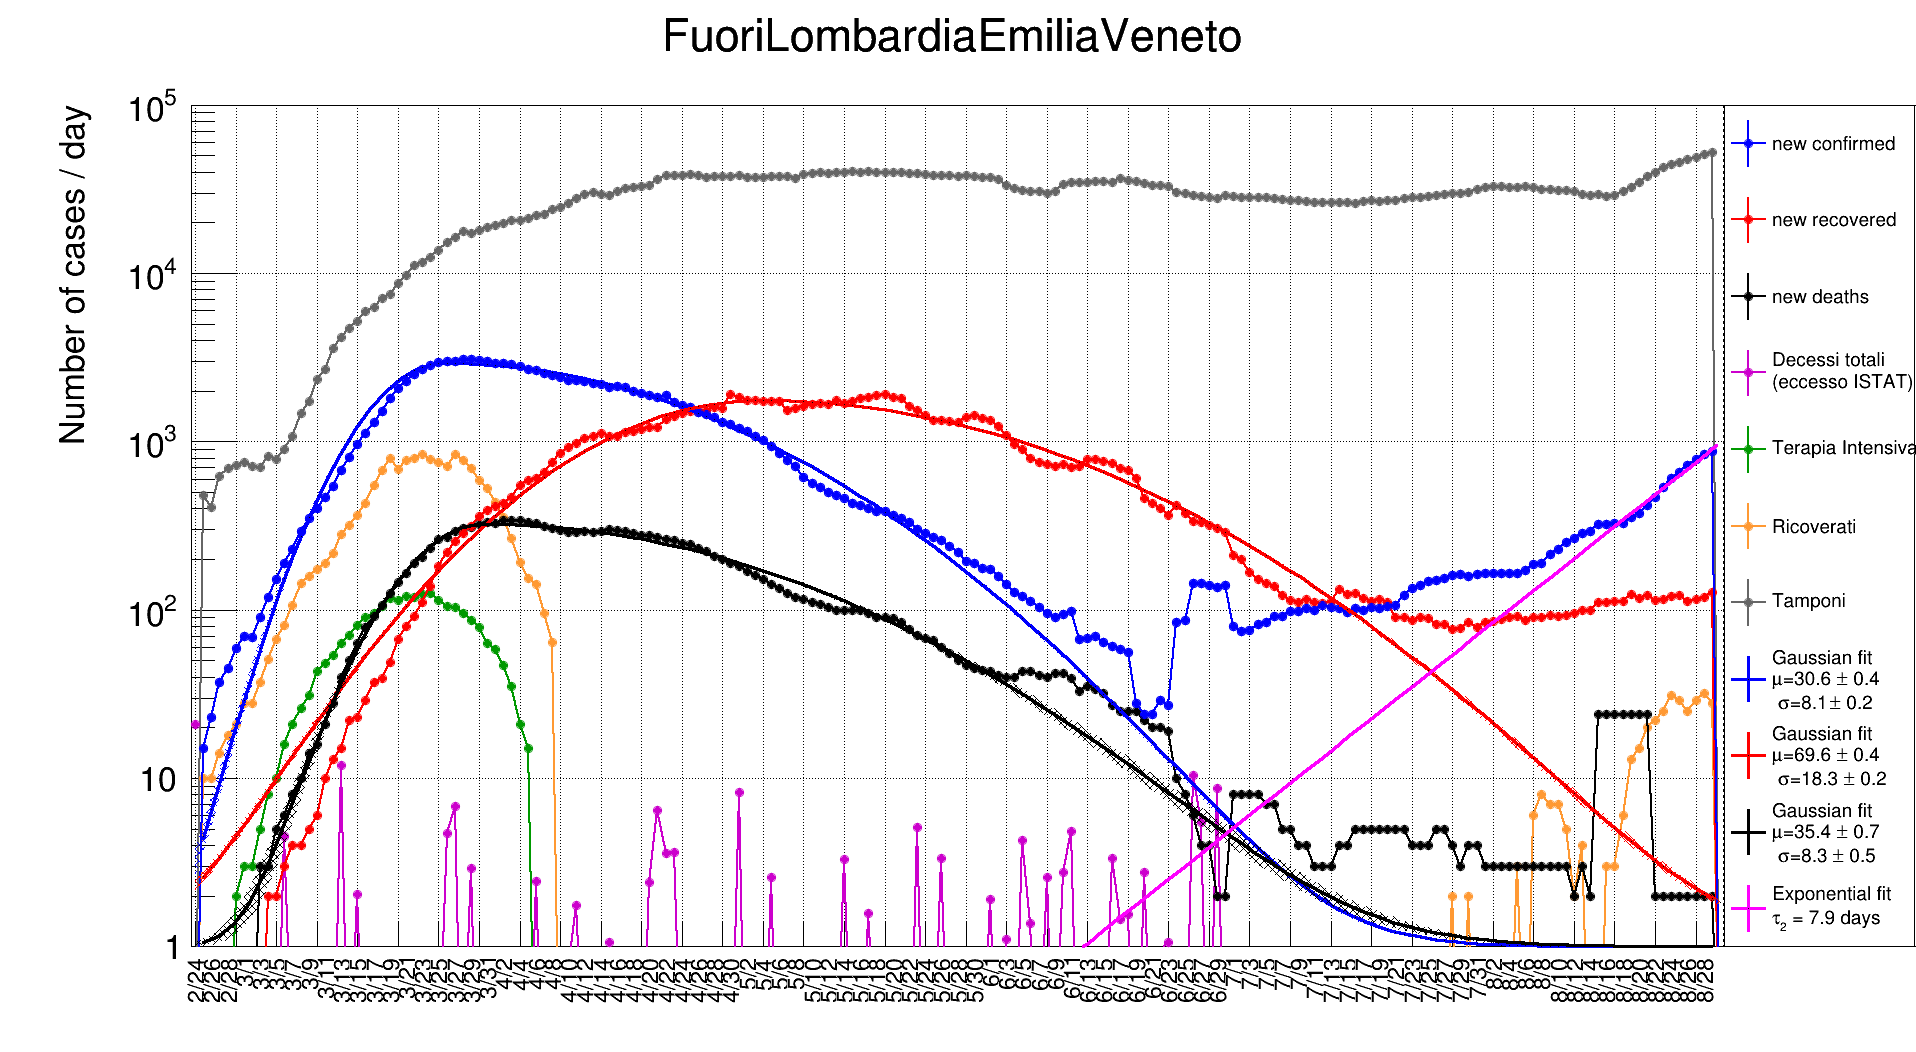 FuoriLombardiaEmiliaVeneto
Number of cases / day
10^5
10^4
10^3
10^2
10
1
2/24 2/26 2/28 3/1 3/3 3/5 3/7 3/9 3/11 3/13 3/15 3/17 3/19 3/21 3/23 3/25 3/27 3/29 3/31 4/2 4/4 4/6 4/8 4/10 4/12 4/14 4/16 4/18 4/20 4/22 4/24 4/26 4/28 4/30 5/2 5/4 5/6 5/8 5/10 5/12 5/14 5/16 5/18 5/20 5/22 5/24 5/26 5/28 5/30 6/1 6/3 6/5 6/7 6/9 6/11 6/13 6/15 6/17 6/19 6/21 6/23 6/25 6/27 6/29 7/1 7/3 7/5 7/7 7/9 7/11 7/13 7/15 7/17 7/19 7/21 7/23 7/25 7/27 7/29 7/31 8/2 8/4 8/6 8/8 8/10 8/12 8/14 8/16 8/18 8/20 8/22 8/24 8/26 8/28
new confirmed
new recovered
new deaths
Decessi totali
(eccesso ISTAT)
Terapia Intensiva
Ricoverati
Tamponi
Gaussian fit
μ=30.6 ± 0.4
σ=8.1 ± 0.2
Gaussian fit
μ=69.6 ± 0.4
σ=18.3 ± 0.2
Gaussian fit
μ=35.4 ± 0.7
σ=8.3 ± 0.5
Exponential fit
τ_2 = 7.9 days